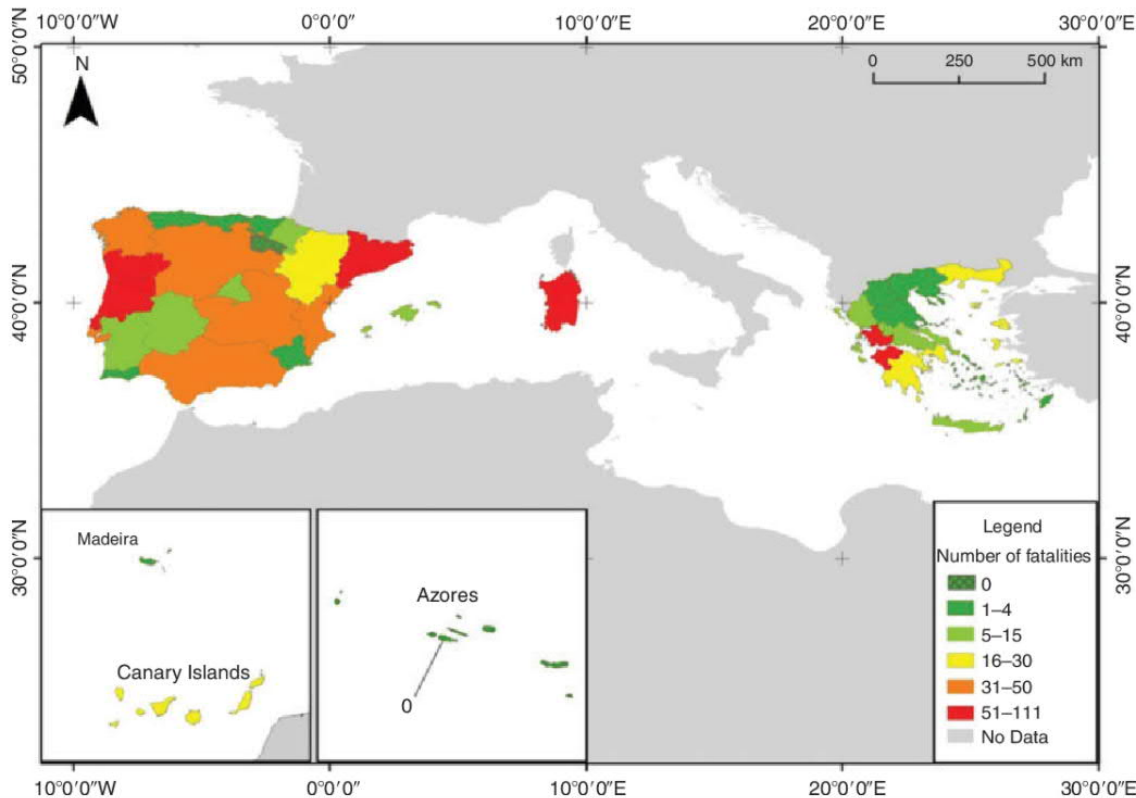 10°0′0″W 0°0′0″ 10°0′0″E 20°0′0″E 30°0′0″E
50°0′0″N
N
0 250 500 km
40°0′0″N
40°0′0″N
Madeira
Canary Islands
Azores
0
30°0′0″N
30°0′0″N
Legend
Number of fatalities
0
1–4
5–15
16–30
31–50
51–111
No Data
10°0′0″W 0°0′0″ 10°0′0″E 20°0′0″E 30°0′0″E